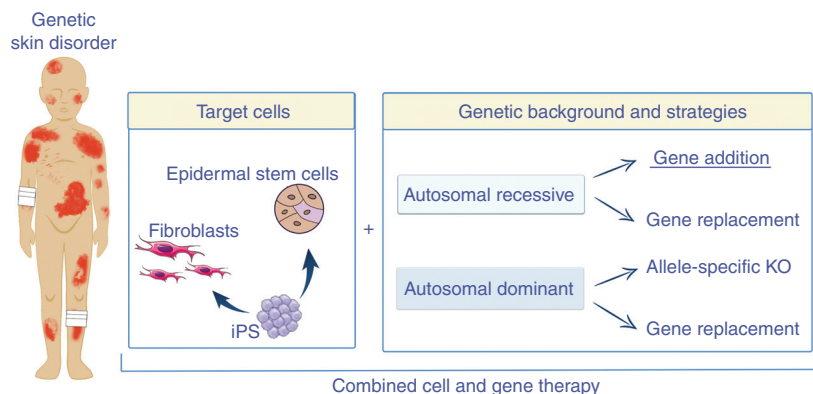 Genetic
skin disorder
Target cells
Epidermal stem cells
Fibroblasts
iPS
+
Genetic background and strategies
Autosomal recessive
Gene addition
Gene replacement
Autosomal dominant
Allele-specific KO
Gene replacement
Combined cell and gene therapy